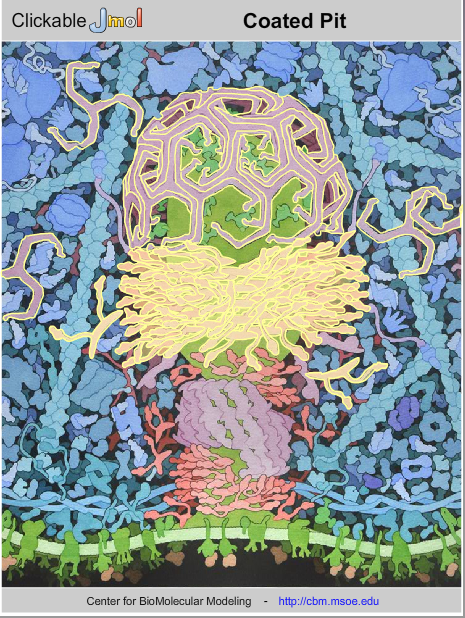 Clickable Jmol Coated Pit
Center for BioMolecular Modeling - http://cbm.msoe.edu